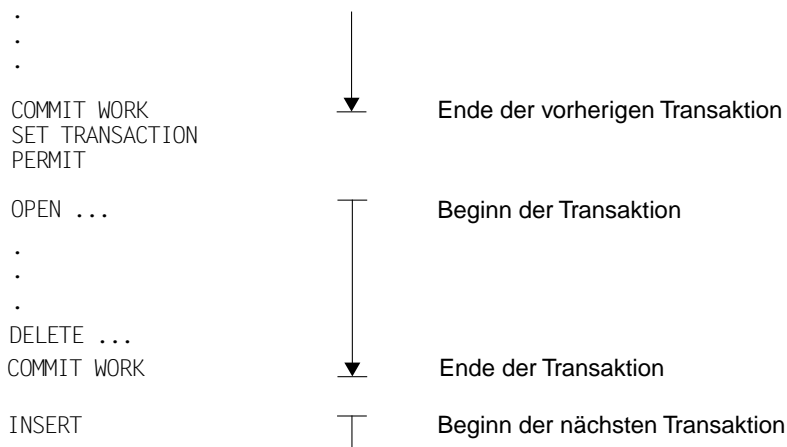 .
.
.
COMMIT WORK Ende der vorherigen Transaktion
SET TRANSACTION
PERMIT
OPEN ... Beginn der Transaktion
.
.
.
DELETE ...
COMMIT WORK Ende der Transaktion
INSERT Beginn der nächsten Transaktion